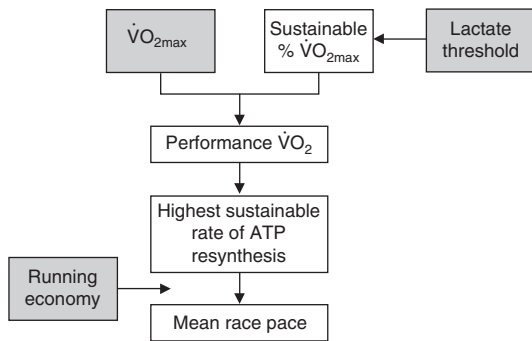 V̇O₂max
Sustainable
% V̇O₂max
Lactate
threshold
Performance V̇O₂
Highest sustainable
rate of ATP
resynthesis
Running
economy
Mean race pace